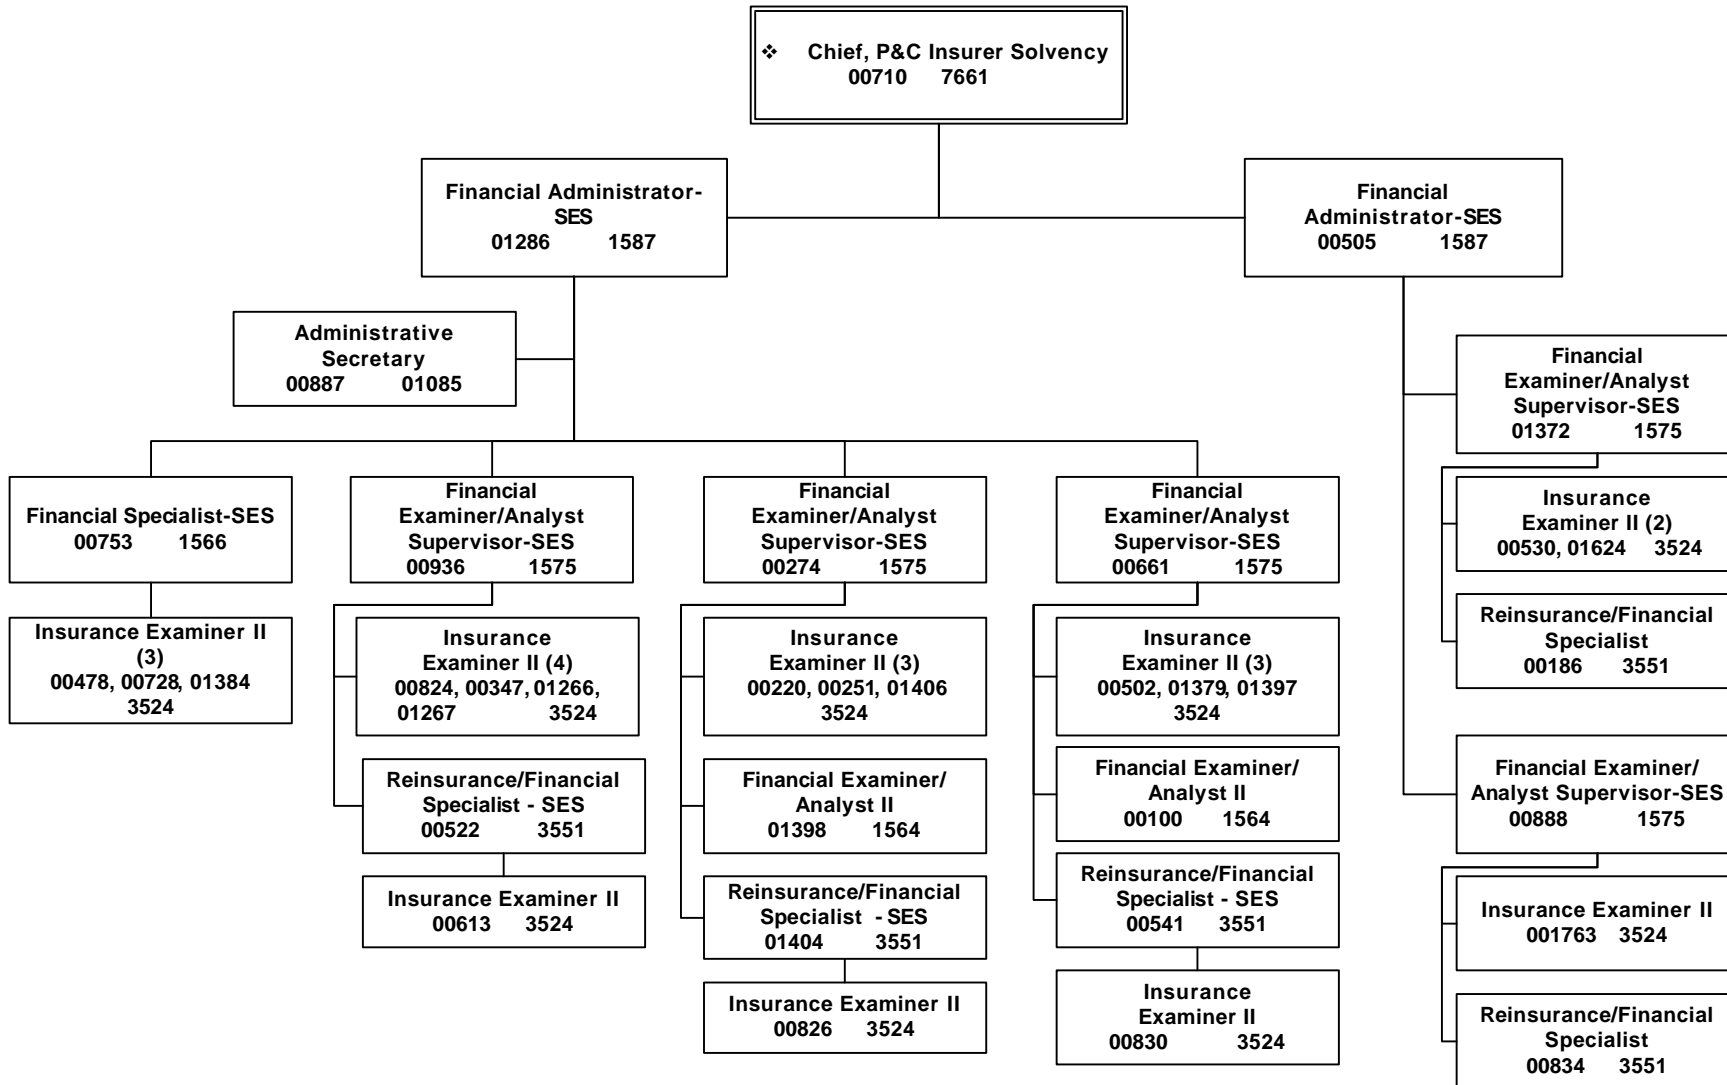 ❖ Chief, P&C Insurer Solvency
00710 7661
Financial Administrator-
SES
01286 1587
Financial
Administrator-SES
00505 1587
Administrative
Secretary
00887 01085
Financial
Examiner/Analyst
Supervisor-SES
01372 1575
Financial Specialist-SES
00753 1566
Financial
Examiner/Analyst
Supervisor-SES
00936 1575
Financial
Examiner/Analyst
Supervisor-SES
00274 1575
Financial
Examiner/Analyst
Supervisor-SES
00661 1575
Insurance
Examiner II (2)
00530, 01624 3524
Insurance Examiner II
(3)
00478, 00728, 01384
3524
Insurance
Examiner II (4)
00824, 00347, 01266,
01267 3524
Insurance
Examiner II (3)
00220, 00251, 01406
3524
Insurance
Examiner II (3)
00502, 01379, 01397
3524
Reinsurance/Financial
Specialist
00186 3551
Reinsurance/Financial
Specialist - SES
00522 3551
Financial Examiner/
Analyst II
01398 1564
Financial Examiner/
Analyst II
00100 1564
Financial Examiner/
Analyst Supervisor-SES
00888 1575
Insurance Examiner II
00613 3524
Reinsurance/Financial
Specialist - SES
01404 3551
Reinsurance/Financial
Specialist - SES
00541 3551
Insurance Examiner II
001763 3524
Insurance Examiner II
00826 3524
Insurance
Examiner II
00830 3524
Reinsurance/Financial
Specialist
00834 3551